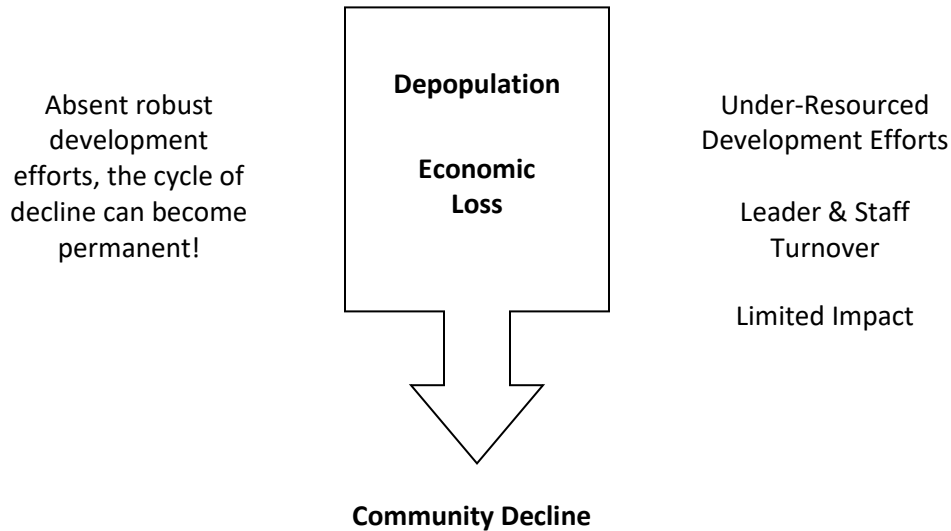 Absent robust
development
efforts, the cycle of
decline can become
permanent!
Depopulation
Economic
Loss
Under-Resourced
Development Efforts
Leader & Staff
Turnover
Limited Impact
Community Decline